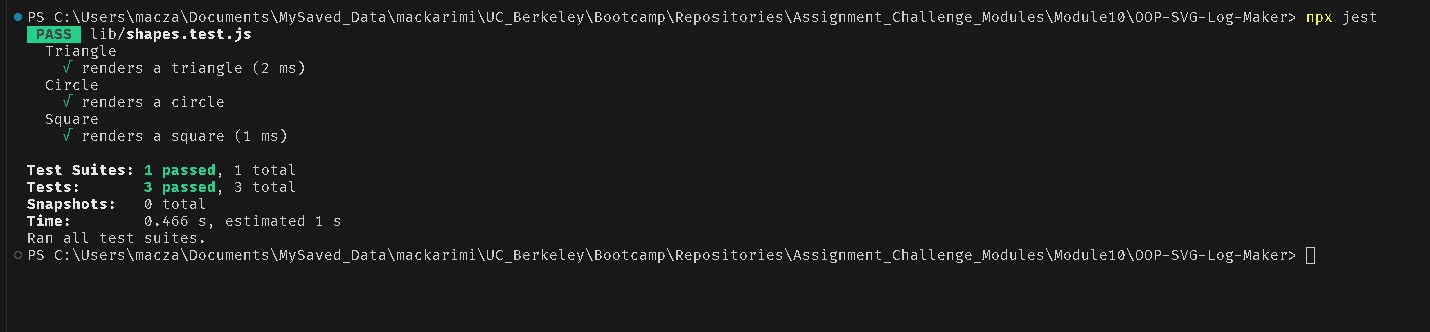 PS C:\Users\macza\Documents\MySaved_Data\mackarimi\UC_Berkeley\Bootcamp\Repositories\Assignment_Challenge_Modules\Module10\OOP-SVG-Log-Maker> npx jest
PASS lib/shapes.test.js
Triangle
√ renders a triangle (2 ms)
Circle
√ renders a circle
Square
√ renders a square (1 ms)
Test Suites: 1 passed, 1 total
Tests: 3 passed, 3 total
Snapshots: 0 total
Time: 0.466 s, estimated 1 s
Ran all test suites.
PS C:\Users\macza\Documents\MySaved_Data\mackarimi\UC_Berkeley\Bootcamp\Repositories\Assignment_Challenge_Modules\Module10\OOP-SVG-Log-Maker>